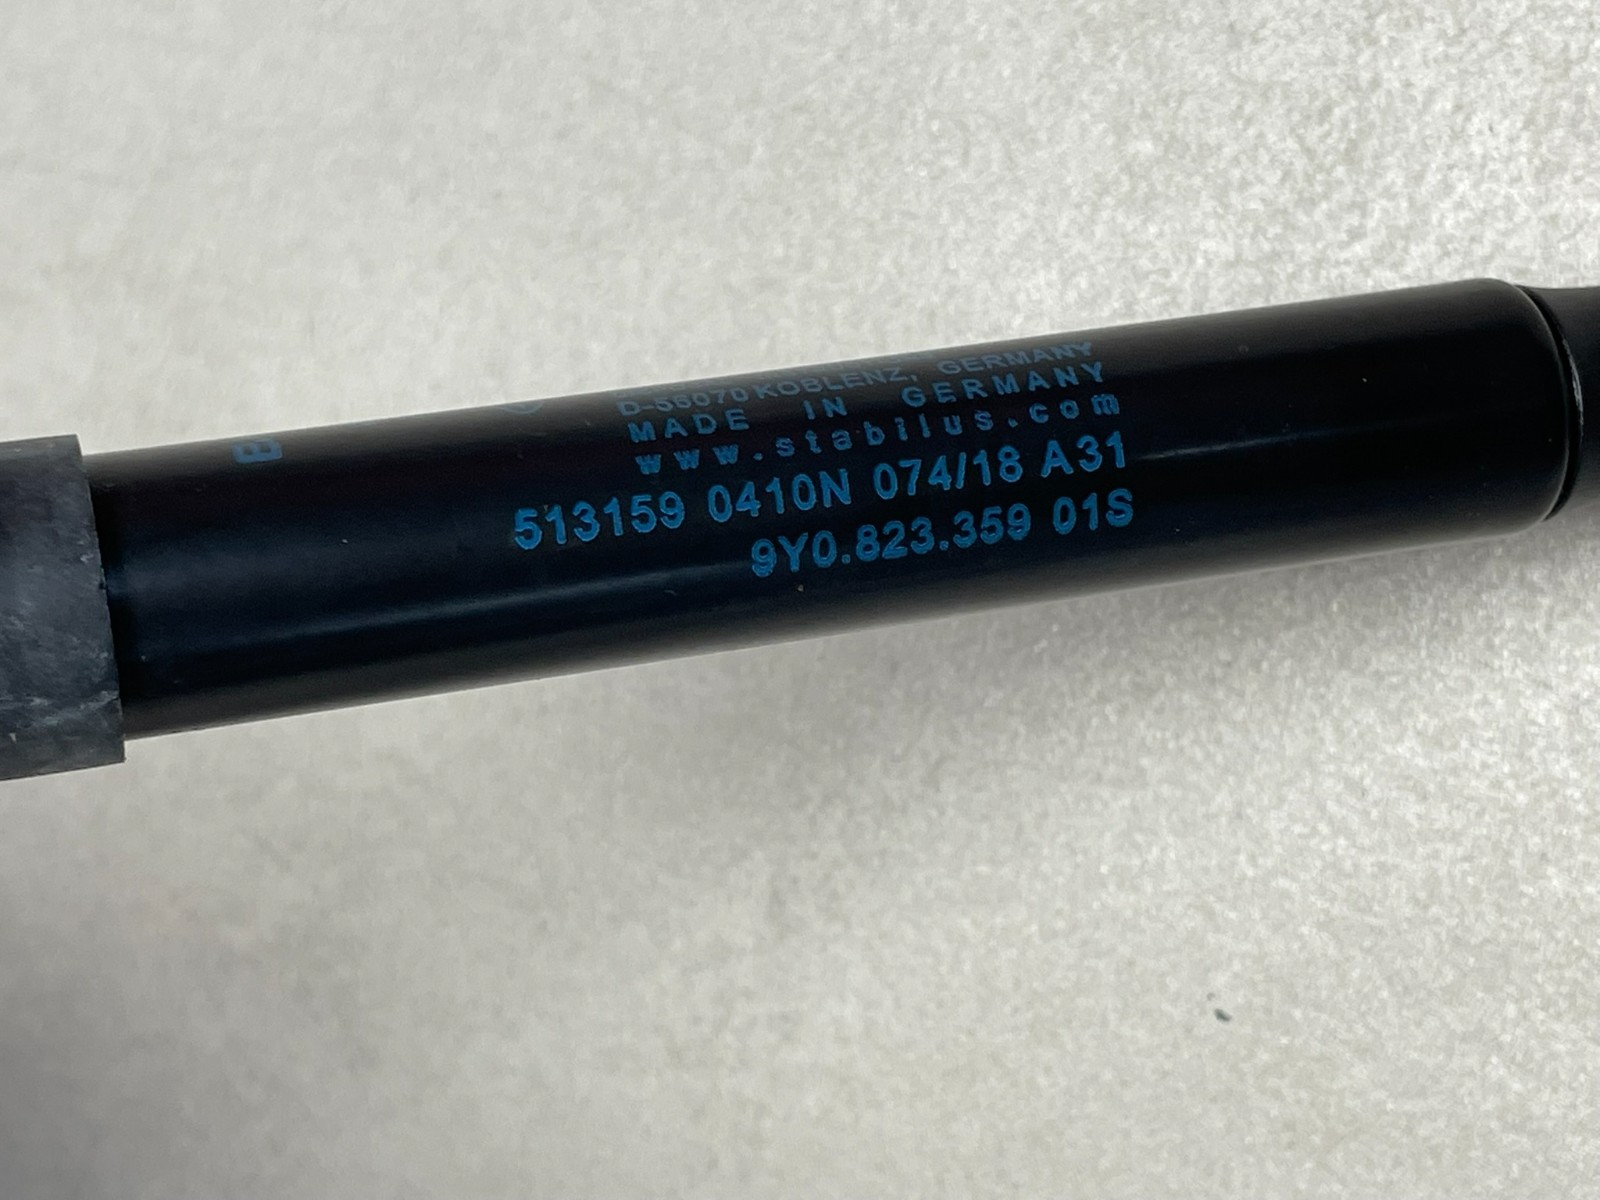 B
D-56070 KOBLENZ, GERMANY
MADE IN GERMANY
www.stabilus.com
513159 0410N 074/18 A31
9Y0.823.359 01S